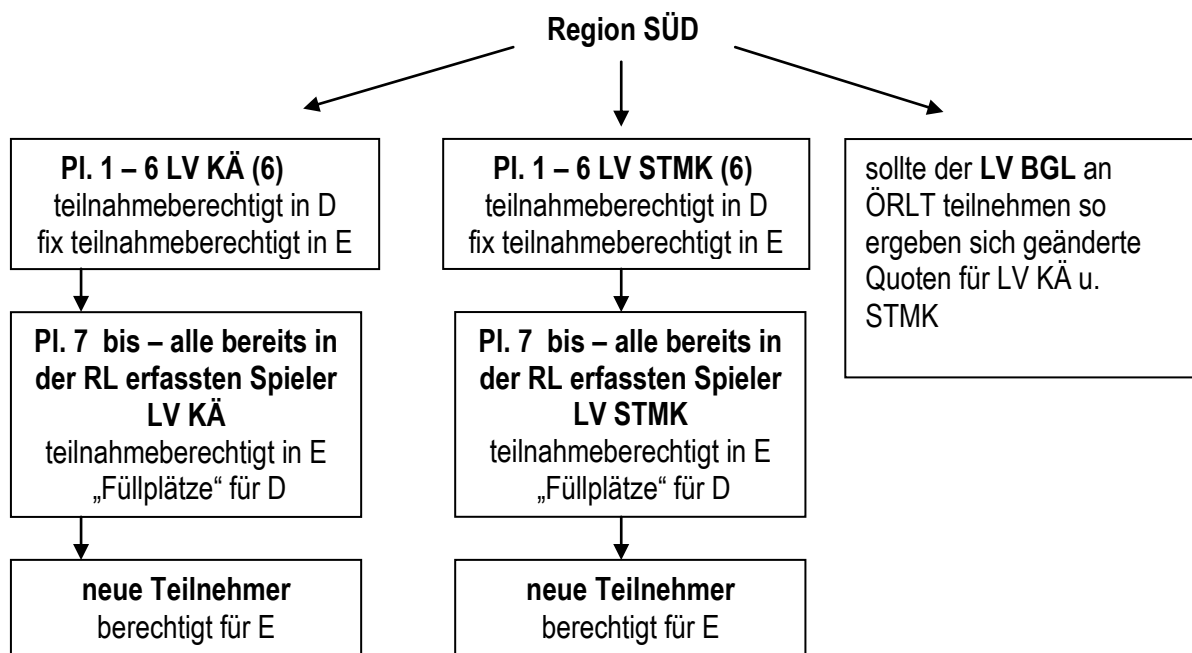 Region SÜD
Pl. 1 – 6 LV KÄ (6)
teilnahmeberechtigt in D
fix teilnahmeberechtigt in E
Pl. 7 bis – alle bereits in
der RL erfassten Spieler
LV KÄ
teilnahmeberechtigt in E
„Füllplätze“ für D
neue Teilnehmer
berechtigt für E
Pl. 1 – 6 LV STMK (6)
teilnahmeberechtigt in D
fix teilnahmeberechtigt in E
Pl. 7 bis – alle bereits in
der RL erfassten Spieler
LV STMK
teilnahmeberechtigt in E
„Füllplätze“ für D
neue Teilnehmer
berechtigt für E
sollte der LV BGL an
ÖRLT teilnehmen so
ergeben sich geänderte
Quoten für LV KÄ u.
STMK